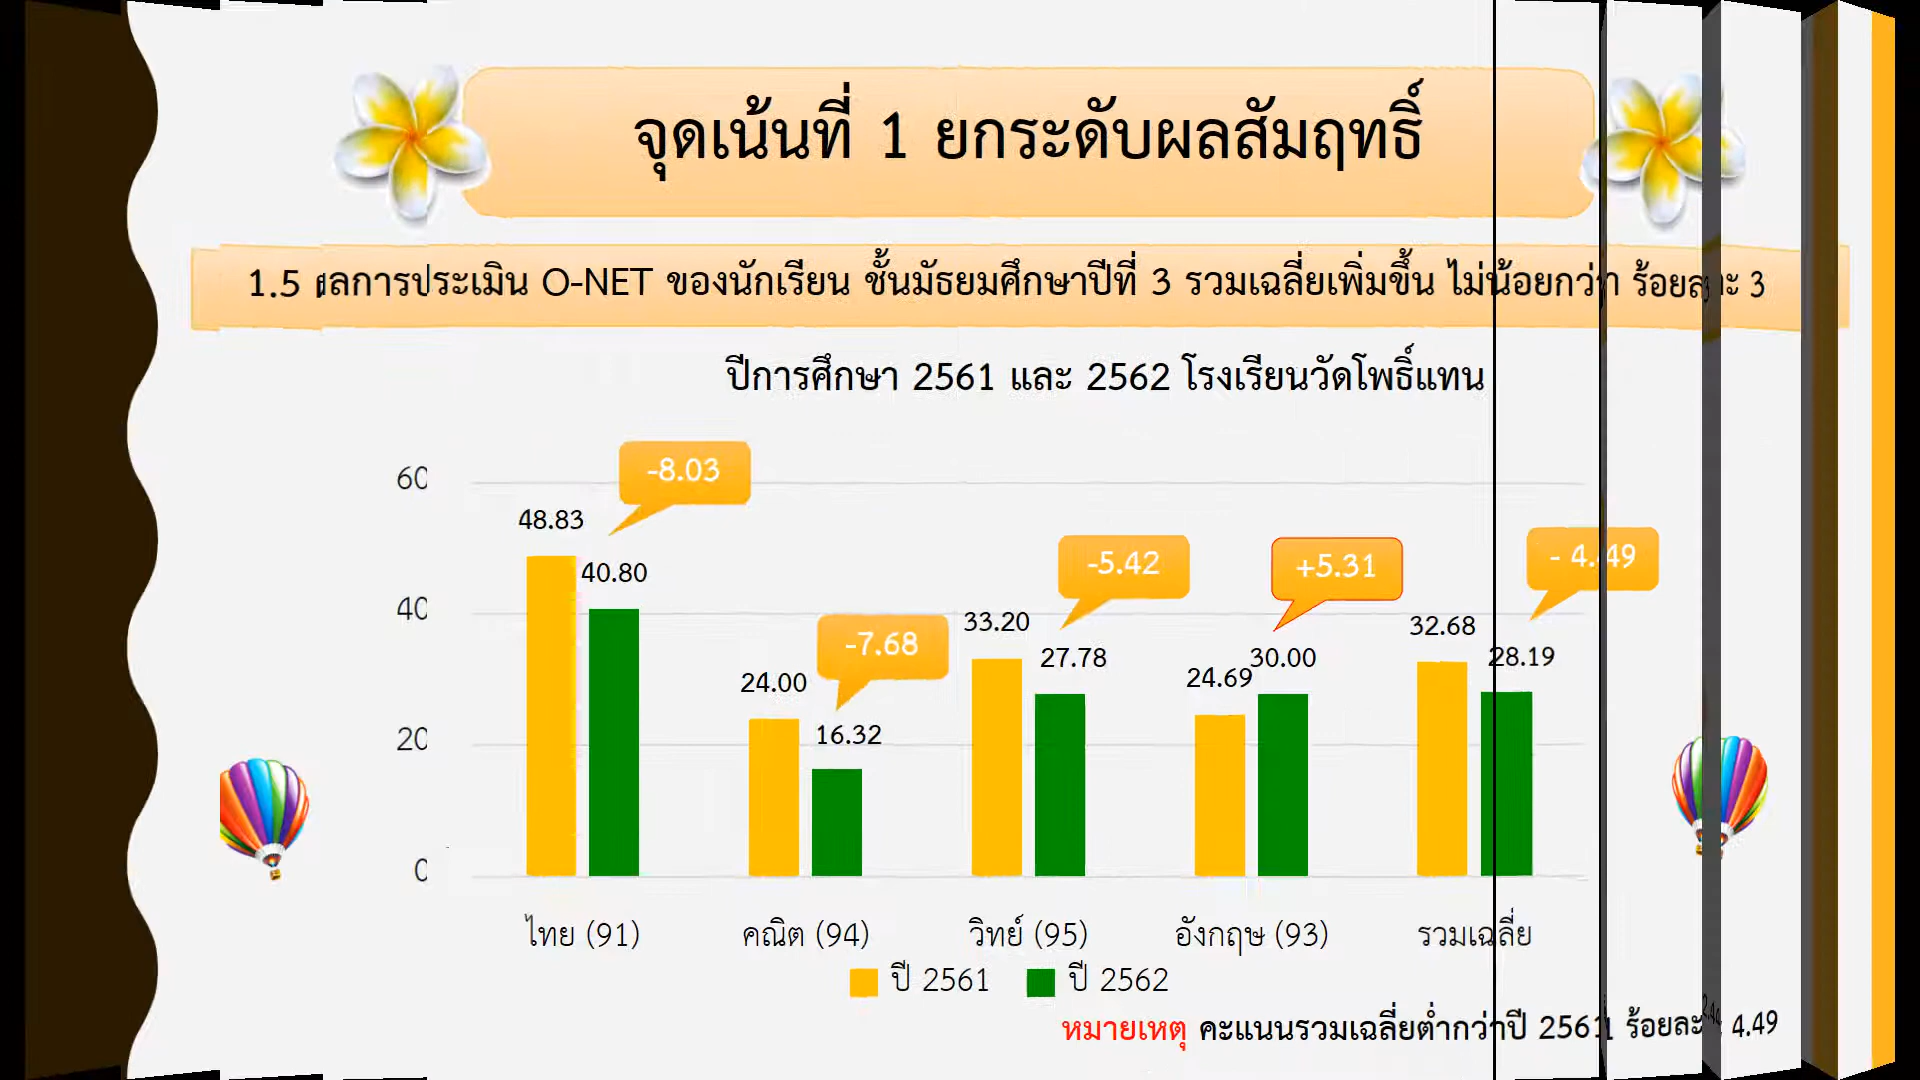 จุดเน้นที่ 1 ยกระดับผลสัมฤทธิ์
1.5 ผลการประเมิน O-NET ของนักเรียน ชั้นมัธยมศึกษาปีที่ 3 รวมเฉลี่ยเพิ่มขึ้น ไม่น้อยกว่า ร้อยละ 3
ปีการศึกษา 2561 และ 2562 โรงเรียนวัดโพธิ์แทน
60
40
20
0
-8.03
-7.68
-5.42
+5.31
- 4.49
48.83
40.80
24.00
16.32
33.20
27.78
24.69
30.00
32.68
28.19
ไทย (91)
คณิต (94)
วิทย์ (95)
อังกฤษ (93)
รวมเฉลี่ย
ปี 2561
ปี 2562
หมายเหตุ คะแนนรวมเฉลี่ยต่ำกว่าปี 2561 ร้อยละ 4.49